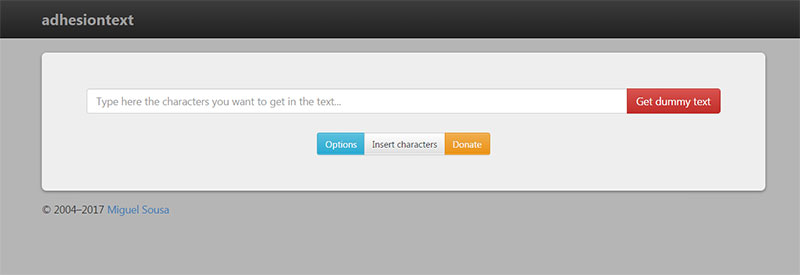 adhesiontext
Type here the characters you want to get in the text... Get dummy text
Options Insert characters Donate
© 2004–2017 Miguel Sousa